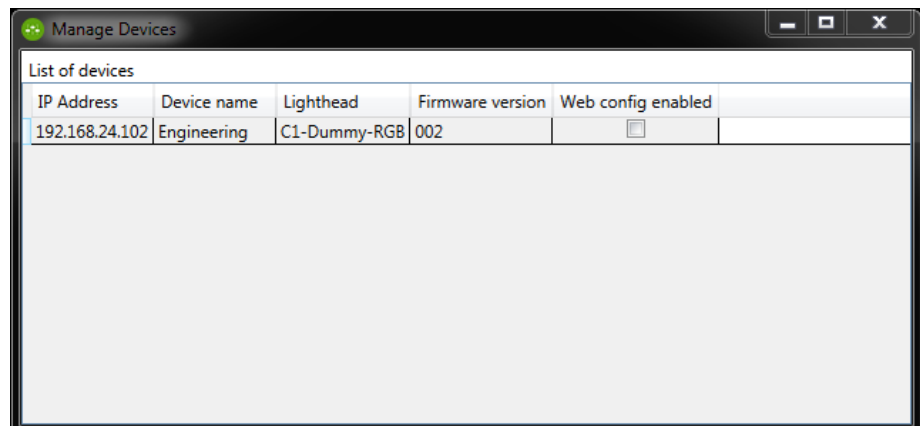 Manage Devices
List of devices
IP Address Device name Lighthead Firmware version Web config enabled
192.168.24.102 Engineering C1-Dummy-RGB 002